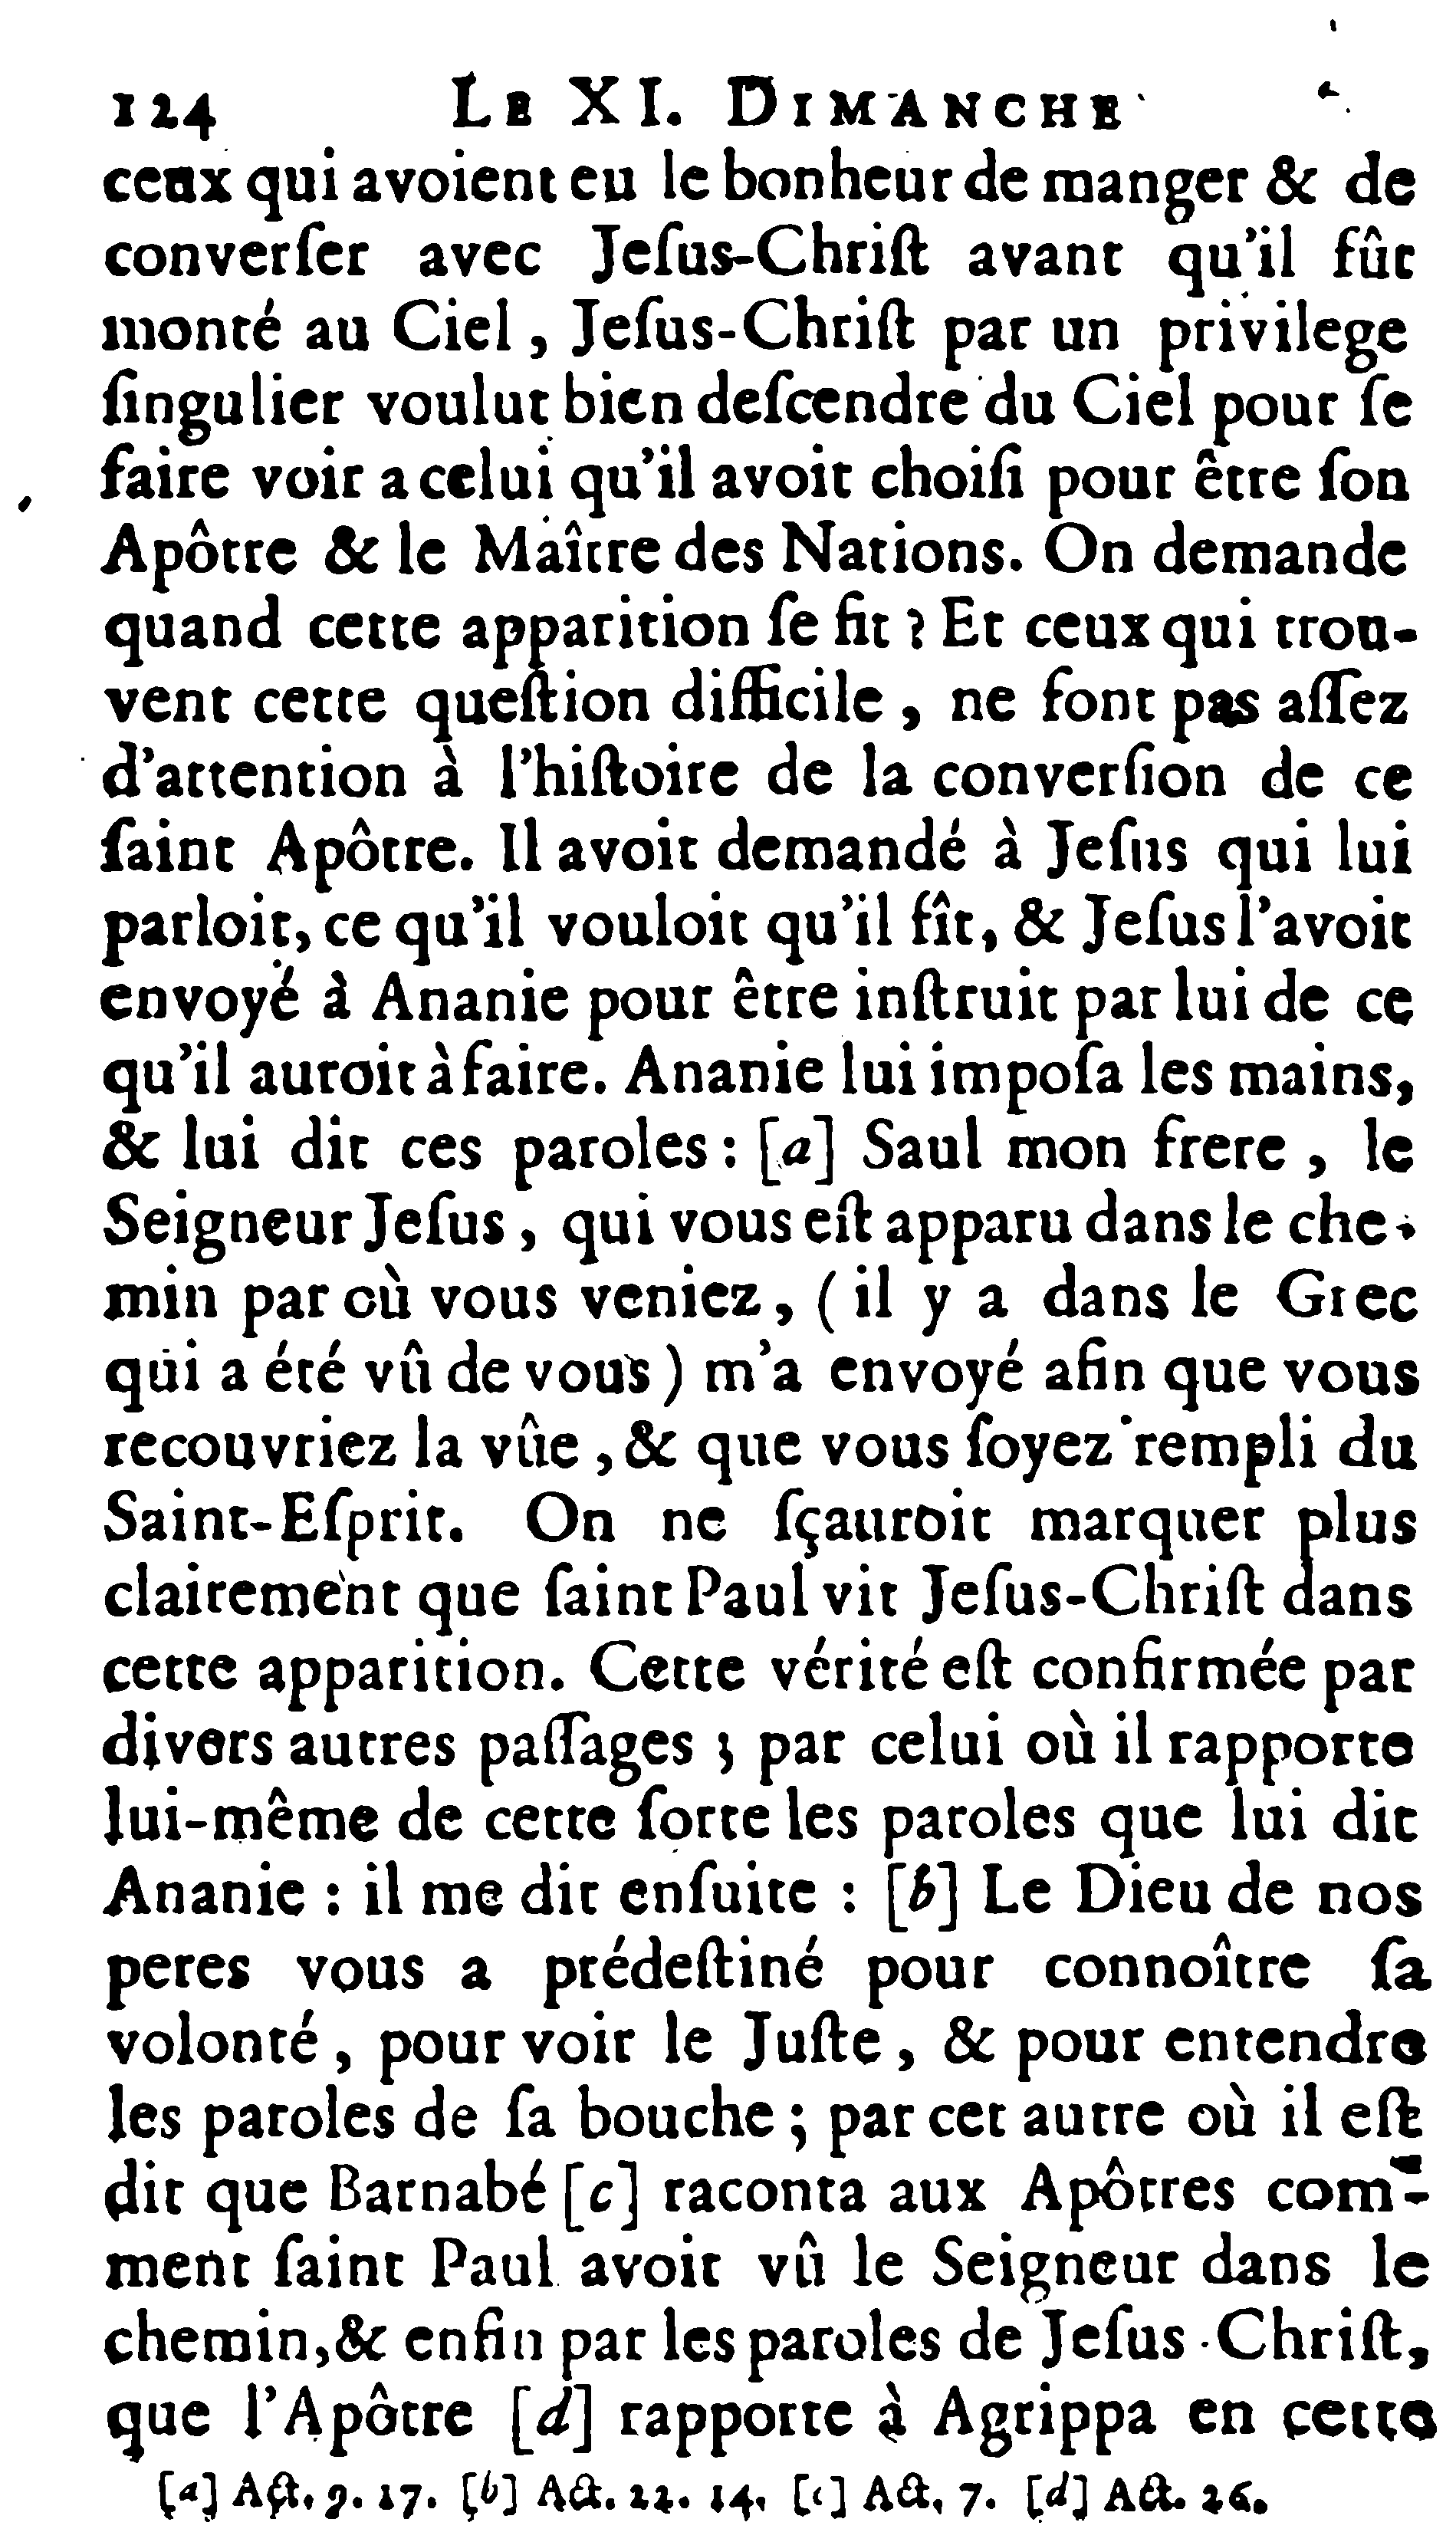 124 LE XI. DIMANCHE
ceux qui avoient eu le bonheur de manger & de
converſer avec Jeſus-Chriſt avant qu'il fût
monté au Ciel, Jeſus-Chriſt par un privilege
ſingulier voulut bien deſcendre du Ciel pour ſe
faire voir a celui qu'il avoit choiſi pour être ſon
Apôtre & le Maître des Nations. On demande
quand cette apparition ſe fit ? Et ceux qui trou-
vent cette queſtion difficile, ne font pas aſſez
d'attention à l'hiſtoire de la converſion de ce
ſaint Apôtre. Il avoit demandé à Jeſus qui lui
parloit, ce qu'il vouloit qu'il fît, & Jeſus l'avoit
envoyé à Ananie pour être inſtruit par lui de ce
qu'il auroit à faire. Ananie lui impoſa les mains,
& lui dit ces paroles : [a] Saul mon frere, le
Seigneur Jeſus, qui vous eſt apparu dans le che-
min par où vous veniez, ( il y a dans le Grec
qui a été vû de vous ) m'a envoyé afin que vous
recouvriez la vûe, & que vous ſoyez rempli du
Saint-Eſprit. On ne ſçauroit marquer plus
clairement que ſaint Paul vit Jeſus-Chriſt dans
cette apparition. Cette vérité eſt confirmée par
divers autres paſſages ; par celui où il rapporte
lui-même de cette ſorte les paroles que lui dit
Ananie : il me dit enſuite : [b] Le Dieu de nos
peres vous a prédeſtiné pour connoître ſa
volonté, pour voir le Juſte, & pour entendre
les paroles de ſa bouche ; par cet autre où il eſt
dit que Barnabé [c] raconta aux Apôtres com-
ment ſaint Paul avoit vû le Seigneur dans le
chemin, & enfin par les paroles de Jeſus-Chriſt,
que l'Apôtre [d] rapporte à Agrippa en cette
[a] Act. 9. 17. [b] Act. 22. 14. [c] Act. 7. [d] Act. 26.